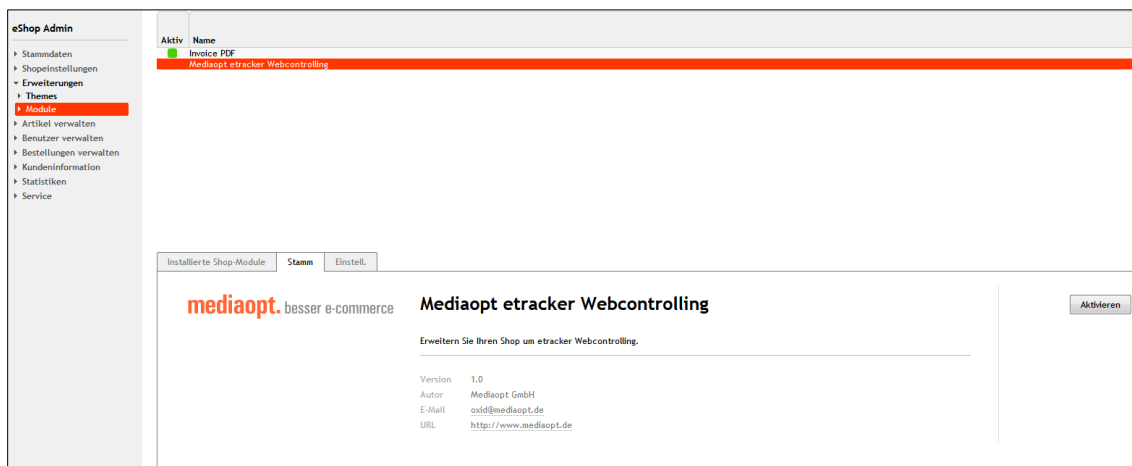 eShop Admin
Stammdaten
Shopeinstellungen
Erweiterungen
Themes
Module
Artikel verwalten
Benutzer verwalten
Bestellungen verwalten
Kundeninformation
Statistiken
Service
Aktiv Name
Invoice PDF
Mediaopt etracker Webcontrolling
Installierte Shop-Module Stamm Einstell.
mediaopt. besser e-commerce
Mediaopt etracker Webcontrolling
Aktivieren
Erweitern Sie Ihren Shop um etracker Webcontrolling.
Version 1.0
Autor Mediaopt GmbH
E-Mail oxid@mediaopt.de
URL http://www.mediaopt.de